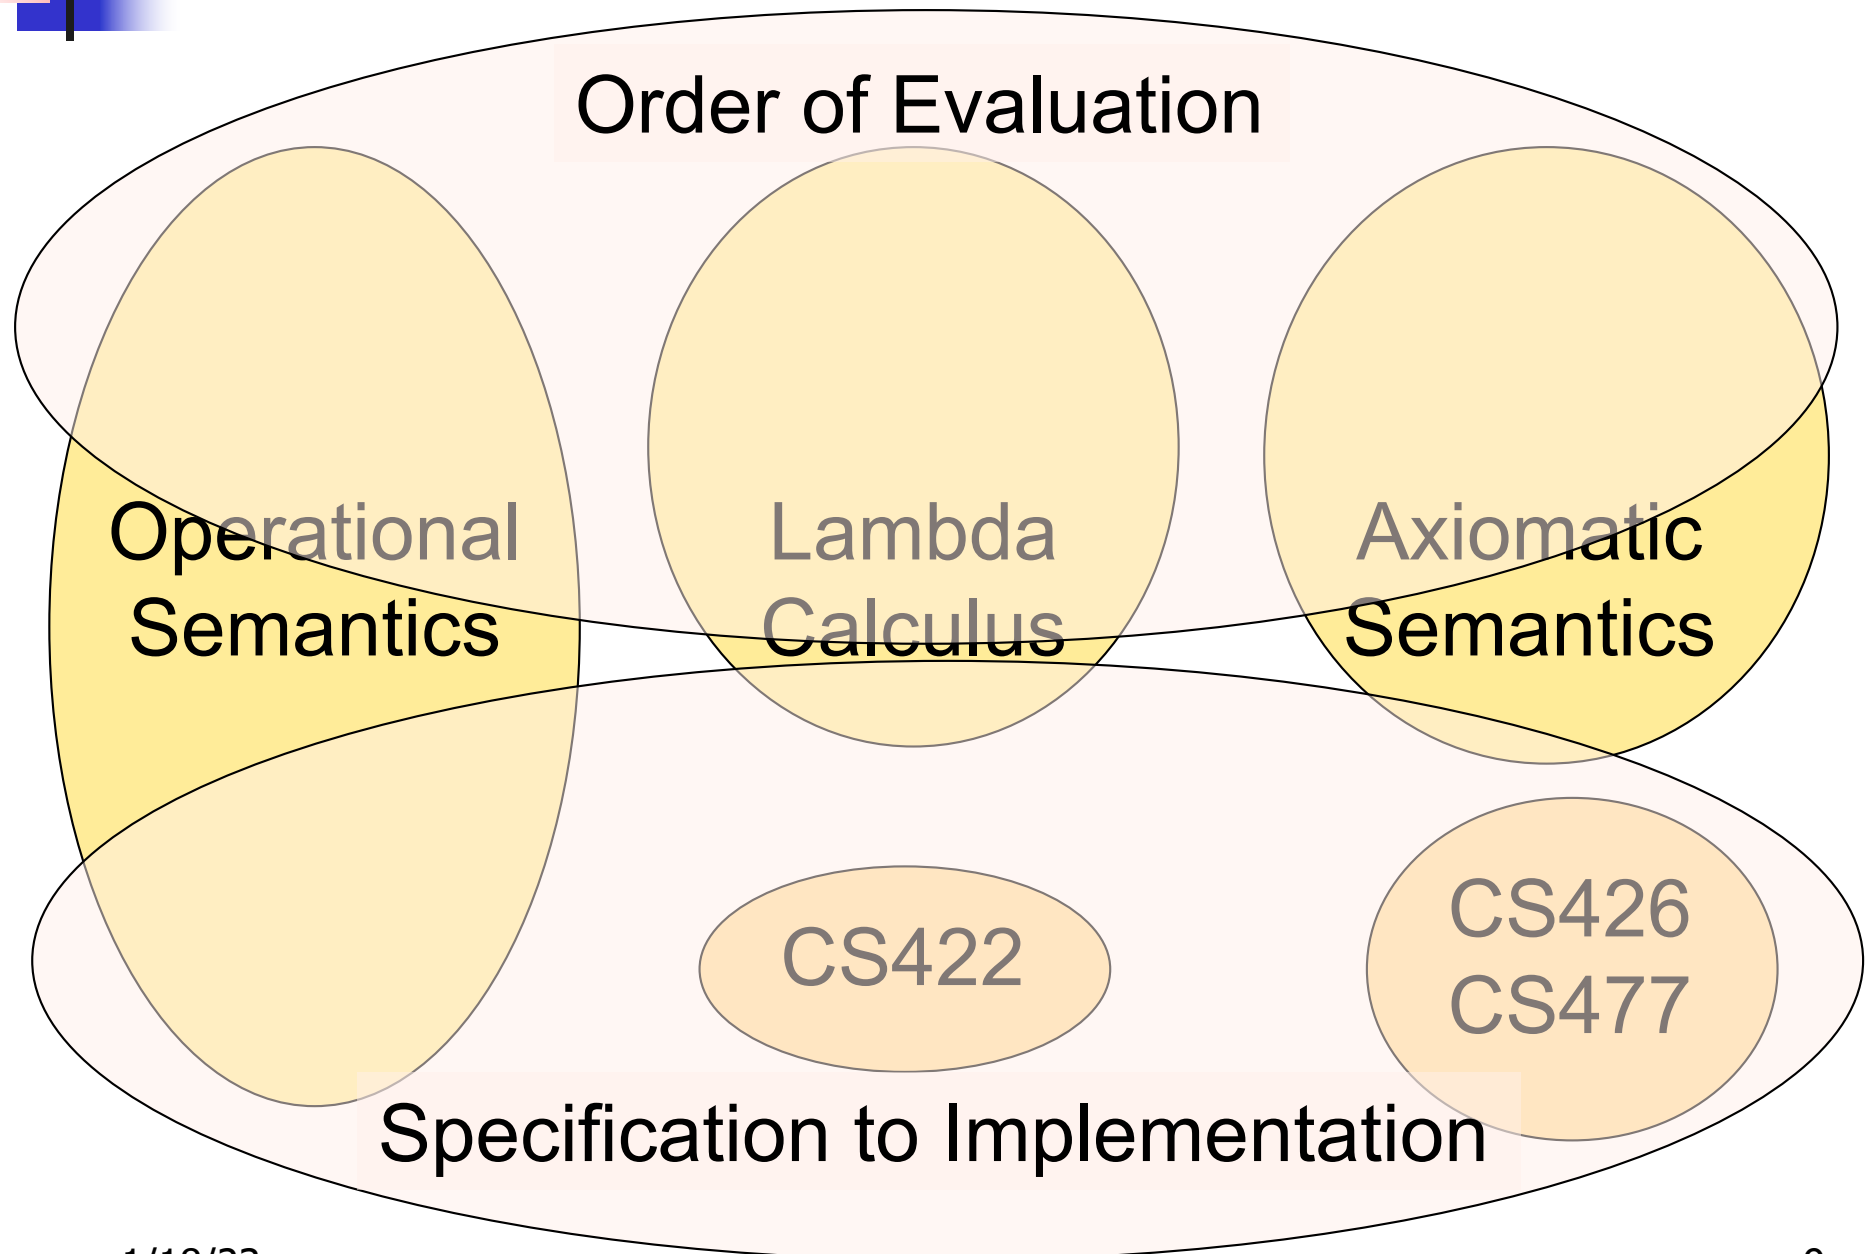 Order of Evaluation
Operational
Semantics
Lambda
Calculus
Axiomatic
Semantics
CS422
CS426
CS477
Specification to Implementation